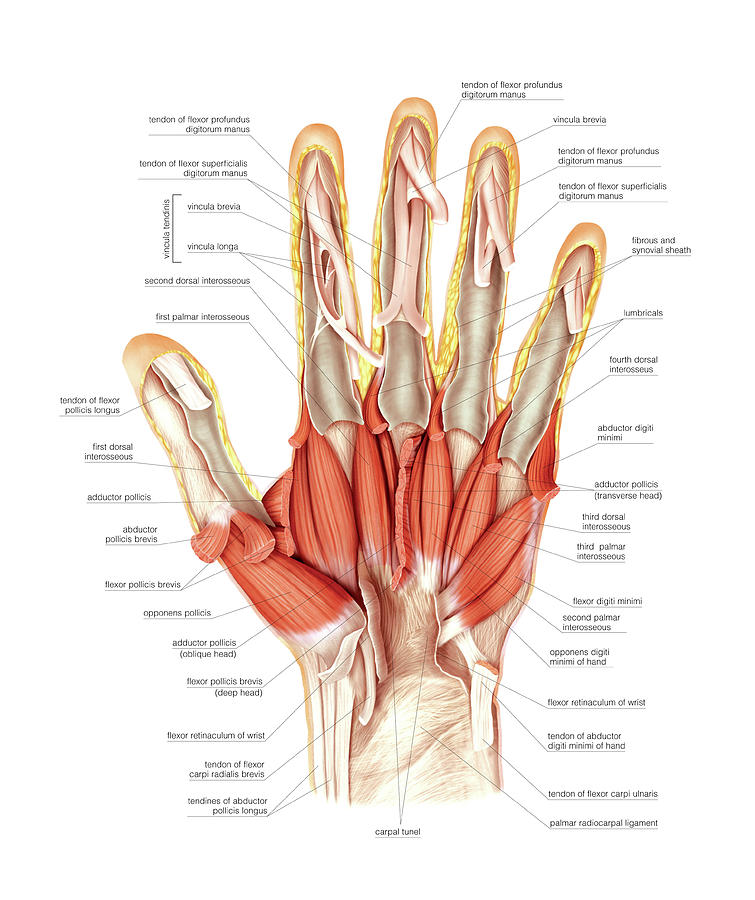 tendon of flexor profundus
digitorum manus
tendon of flexor profundus
digitorum manus
vincula brevia
tendon of flexor superficialis
digitorum manus
tendon of flexor profundus
digitorum manus
vincula tendinis
vincula brevia
tendon of flexor superficialis
digitorum manus
vincula longa
fibrous and
synovial sheath
second dorsal interosseous
first palmar interosseous
lumbricals
fourth dorsal
interosseus
tendon of flexor
pollicis longus
abductor digiti
minimi
first dorsal
interosseous
adductor pollicis
adductor pollicis
(transverse head)
abductor
pollicis brevis
third dorsal
interosseous
third palmar
interosseous
flexor pollicis brevis
flexor digiti minimi
opponens pollicis
second palmar
interosseous
adductor pollicis
(oblique head)
opponens digiti
minimi of hand
flexor pollicis brevis
(deep head)
flexor retinaculum of wrist
flexor retinaculum of wrist
tendon of abductor
digiti minimi of hand
tendon of flexor
carpi radialis brevis
tendon of flexor carpi ulnaris
tendines of abductor
pollicis longus
palmar radiocarpal ligament
carpal tunel